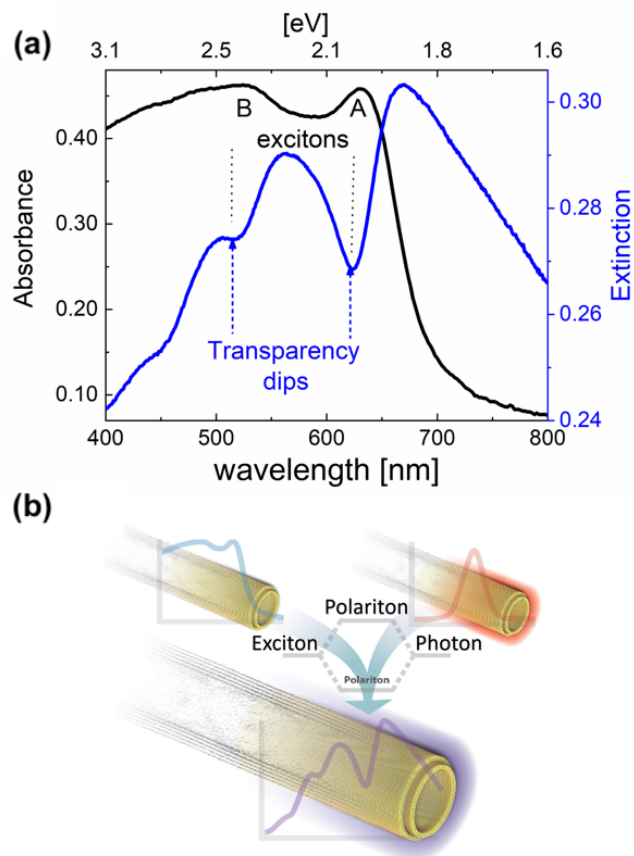 (a)
[eV]
3.1 2.5 2.1 1.8 1.6
B A
excitons
0.40
0.30
0.20
0.10
Absorbance
0.30
0.28
0.26
0.24
Extinction
Transparency
dips
400 500 600 700 800
wavelength [nm]
(b)
Polariton
Exciton Photon
Polariton